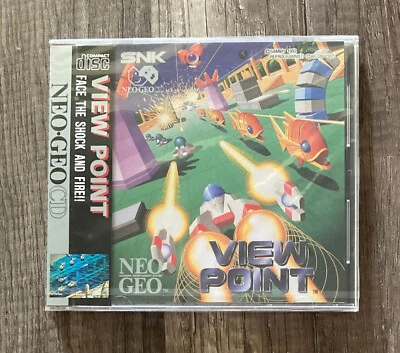 COMPACT
disc
NEO•GEO CD
VIEW POINT
FACE THE SHOCK AND FIRE!!
SNK
NEO•GEO
NEO
GEO
VIEW
POINT